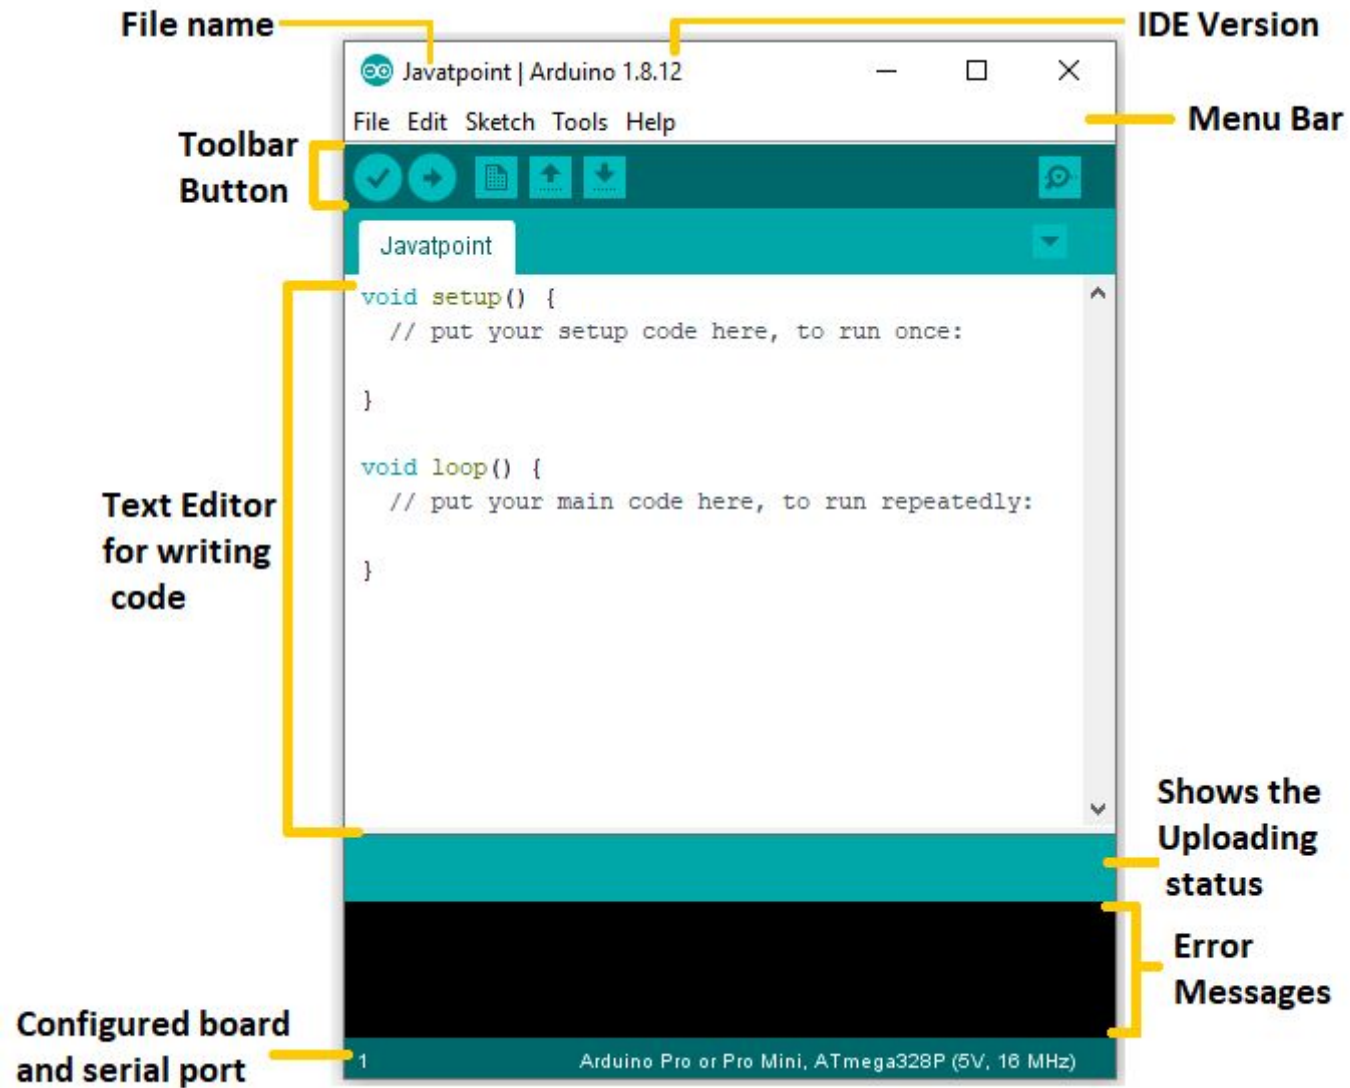 File name
IDE Version
Javatpoint | Arduino 1.8.12
File Edit Sketch Tools Help
Menu Bar
Toolbar
Button
Javatpoint
void setup() {
  // put your setup code here, to run once:
}
void loop() {
  // put your main code here, to run repeatedly:
}
Text Editor
for writing
code
Shows the
Uploading
status
Error
Messages
Configured board
and serial port
1
Arduino Pro or Pro Mini, ATmega328P (5V, 16 MHz)